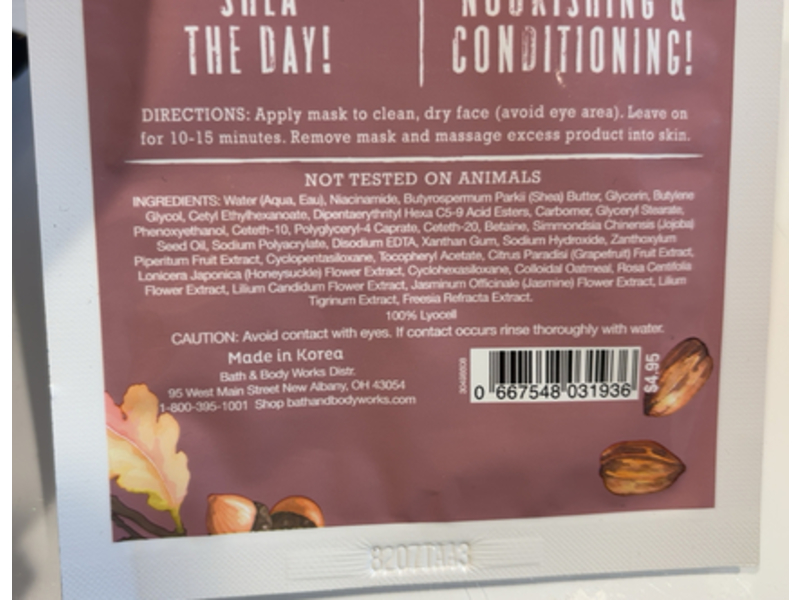 SHEA
THE DAY!
NOURISHING &
CONDITIONING!
DIRECTIONS: Apply mask to clean, dry face (avoid eye area). Leave on
for 10-15 minutes. Remove mask and massage excess product into skin.
NOT TESTED ON ANIMALS
INGREDIENTS: Water (Aqua, Eau), Niacinamide, Butyrospermum Parkii (Shea) Butter, Glycerin, Butylene
Glycol, Cetyl Ethylhexanoate, Dipentaerythrityl Hexa C5-9 Acid Esters, Carbomer, Glyceryl Stearate,
Phenoxyethanol, Ceteth-10, Polyglyceryl-4 Caprate, Ceteth-20, Betaine, Simmondsia Chinensis (Jojoba)
Seed Oil, Sodium Polyacrylate, Disodium EDTA, Xanthan Gum, Sodium Hydroxide, Zanthoxylum
Piperitum Fruit Extract, Cyclopentasiloxane, Tocopheryl Acetate, Citrus Paradisi (Grapefruit) Fruit Extract,
Lonicera Japonica (Honeysuckle) Flower Extract, Cyclohexasiloxane, Colloidal Oatmeal, Rosa Centifolia
Flower Extract, Lilium Candidum Flower Extract, Jasminum Officinale (Jasmine) Flower Extract, Lilium
Tigrinum Extract, Freesia Refracta Extract.
100% Lyocell
CAUTION: Avoid contact with eyes. If contact occurs rinse thoroughly with water.
Made in Korea
Bath & Body Works Distr.
95 West Main Street New Albany, OH 43054
1-800-395-1001 Shop bathandbodyworks.com
0 667548 031936
$4.95